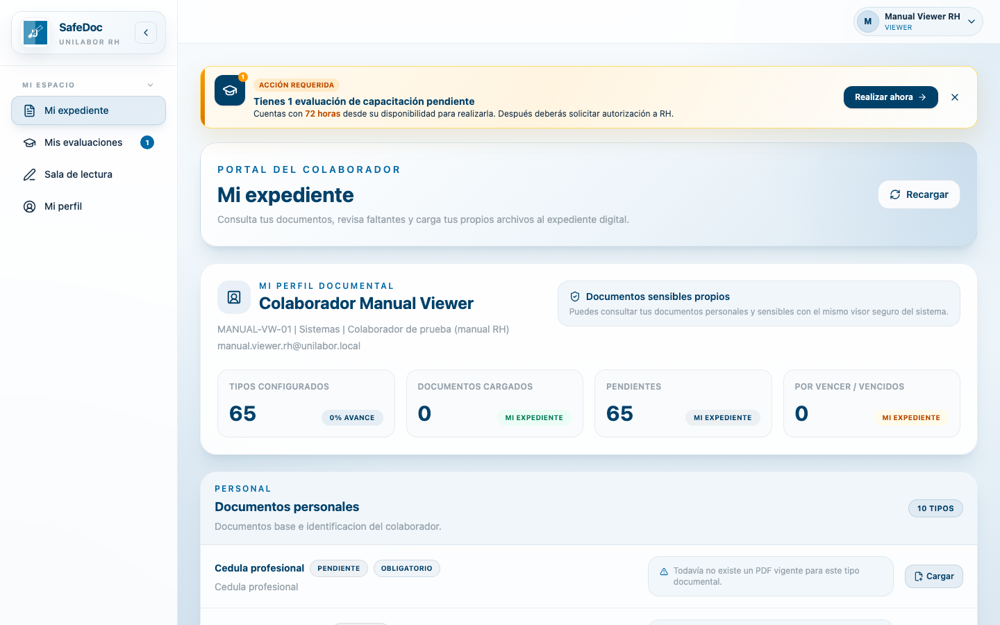 SafeDoc
UNILABOR RH
MI ESPACIO
Mi expediente
Mis evaluaciones
1
Sala de lectura
Mi perfil
M
Manual Viewer RH
VIEWER
1
ACCIÓN REQUERIDA
Tienes 1 evaluación de capacitación pendiente
Cuentas con 72 horas desde su disponibilidad para realizarla. Después deberás solicitar autorización a RH.
Realizar ahora
PORTAL DEL COLABORADOR
Mi expediente
Consulta tus documentos, revisa faltantes y carga tus propios archivos al expediente digital.
Recargar
MI PERFIL DOCUMENTAL
Colaborador Manual Viewer
MANUAL-VW-01 | Sistemas | Colaborador de prueba (manual RH)
manual.viewer.rh@unilabor.local
Documentos sensibles propios
Puedes consultar tus documentos personales y sensibles con el mismo visor seguro del sistema.
TIPOS CONFIGURADOS
65
0% AVANCE
DOCUMENTOS CARGADOS
0
MI EXPEDIENTE
PENDIENTES
65
MI EXPEDIENTE
POR VENCER / VENCIDOS
0
MI EXPEDIENTE
PERSONAL
Documentos personales
Documentos base e identificacion del colaborador.
10 TIPOS
Cedula profesional
PENDIENTE
OBLIGATORIO
Cedula profesional
Todavía no existe un PDF vigente para este tipo
documental.
Cargar